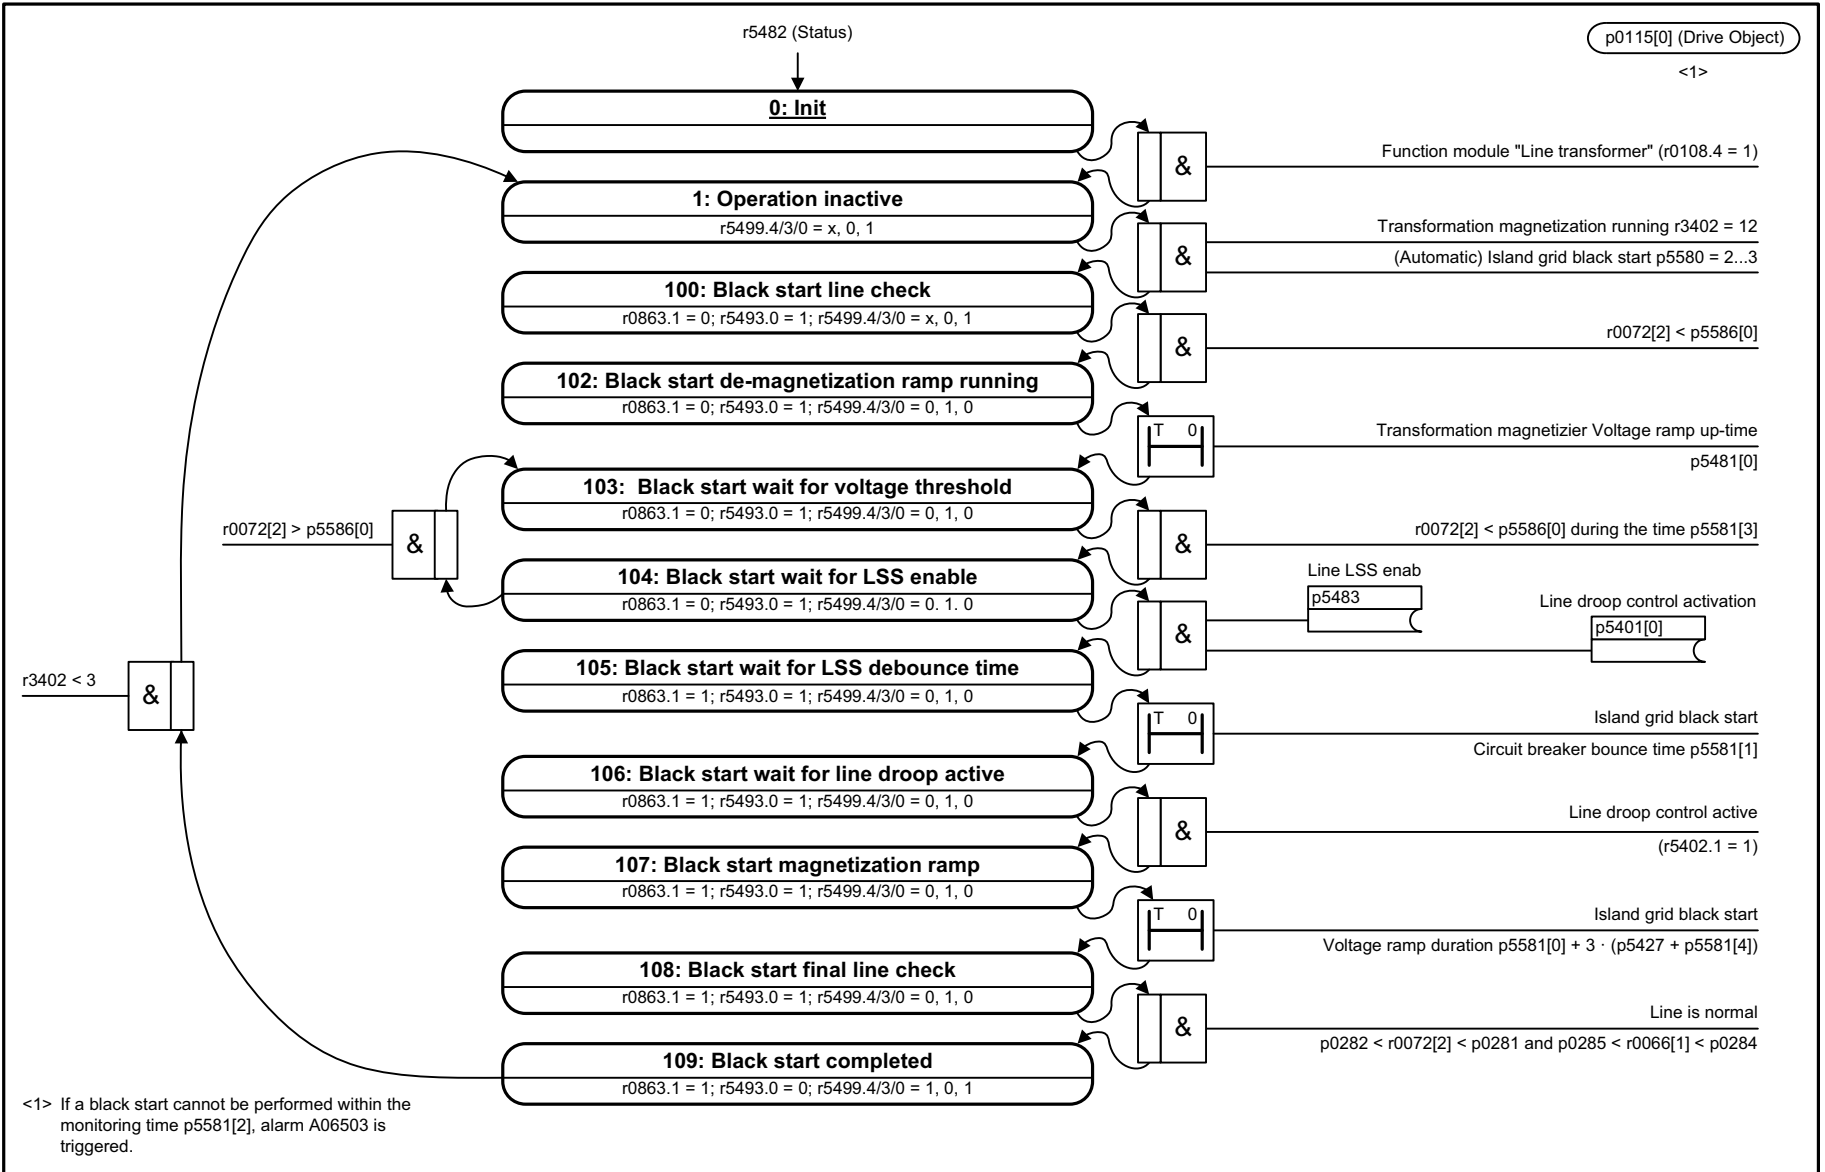 r5482 (Status)
p0115[0] (Drive Object)
<1>
0: Init
&
Function module "Line transformer" (r0108.4 = 1)
1: Operation inactive
r5499.4/3/0 = x, 0, 1
&
Transformation magnetization running r3402 = 12
(Automatic) Island grid black start p5580 = 2...3
100: Black start line check
r0863.1 = 0; r5493.0 = 1; r5499.4/3/0 = x, 0, 1
&
r0072[2] < p5586[0]
102: Black start de-magnetization ramp running
r0863.1 = 0; r5493.0 = 1; r5499.4/3/0 = 0, 1, 0
T 0
Transformation magnetizier Voltage ramp up-time
p5481[0]
103: Black start wait for voltage threshold
r0863.1 = 0; r5493.0 = 1; r5499.4/3/0 = 0, 1, 0
r0072[2] > p5586[0]
&
&
r0072[2] < p5586[0] during the time p5581[3]
104: Black start wait for LSS enable
r0863.1 = 0; r5493.0 = 1; r5499.4/3/0 = 0. 1. 0
&
Line LSS enab
p5483
Line droop control activation
p5401[0]
105: Black start wait for LSS debounce time
r0863.1 = 1; r5493.0 = 1; r5499.4/3/0 = 0, 1, 0
r3402 < 3
&
T 0
Island grid black start
Circuit breaker bounce time p5581[1]
106: Black start wait for line droop active
r0863.1 = 1; r5493.0 = 1; r5499.4/3/0 = 0, 1, 0
&
Line droop control active
(r5402.1 = 1)
107: Black start magnetization ramp
r0863.1 = 1; r5493.0 = 1; r5499.4/3/0 = 0, 1, 0
T 0
Island grid black start
Voltage ramp duration p5581[0] + 3 · (p5427 + p5581[4])
108: Black start final line check
r0863.1 = 1; r5493.0 = 1; r5499.4/3/0 = 0, 1, 0
&
Line is normal
p0282 < r0072[2] < p0281 and p0285 < r0066[1] < p0284
109: Black start completed
r0863.1 = 1; r5493.0 = 0; r5499.4/3/0 = 1, 0, 1
<1> If a black start cannot be performed within the
monitoring time p5581[2], alarm A06503 is
triggered.